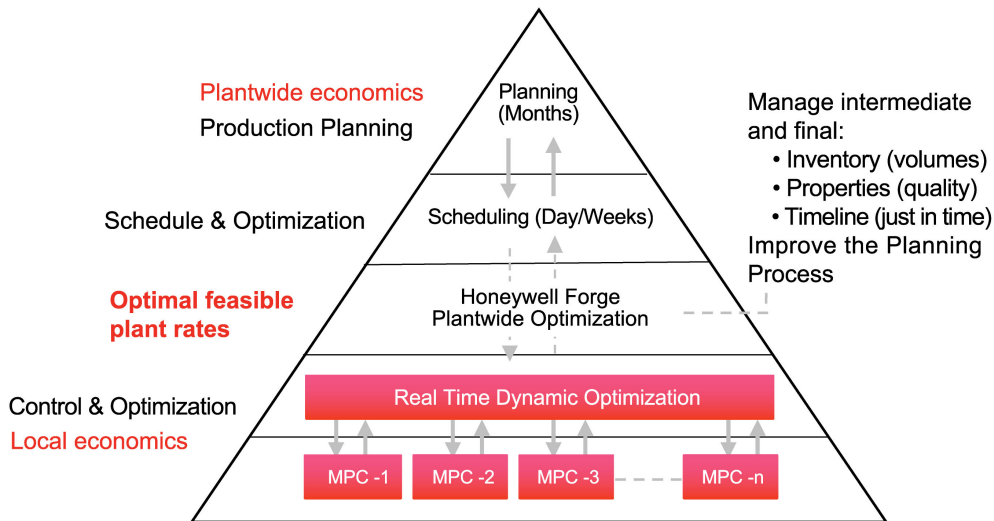 Plantwide economics
Production Planning
Planning
(Months)
Manage intermediate
and final:
• Inventory (volumes)
• Properties (quality)
• Timeline (just in time)
Improve the Planning
Process
Schedule & Optimization
Scheduling (Day/Weeks)
Optimal feasible
plant rates
Honeywell Forge
Plantwide Optimization
Control & Optimization
Local economics
Real Time Dynamic Optimization
MPC -1
MPC -2
MPC -3
MPC -n